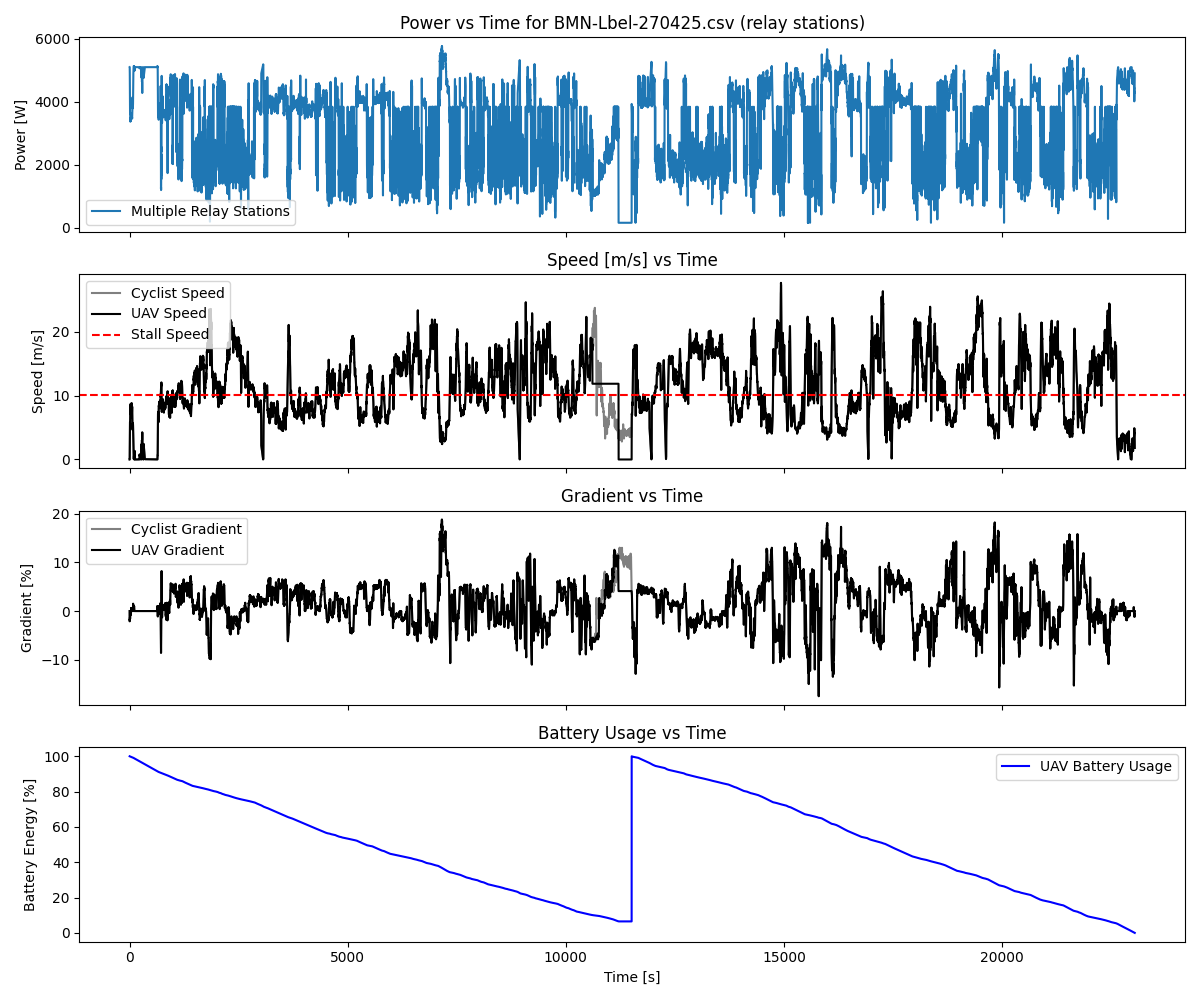 Power vs Time for BMN-Lbel-270425.csv (relay stations)
6000
4000
2000
0
Power [W]
Multiple Relay Stations
Speed [m/s] vs Time
20
10
0
Speed [m/s]
Cyclist Speed
UAV Speed
Stall Speed
Gradient vs Time
20
10
0
−10
Gradient [%]
Cyclist Gradient
UAV Gradient
Battery Usage vs Time
100
80
60
40
20
0
Battery Energy [%]
UAV Battery Usage
0 5000 10000 15000 20000
Time [s]